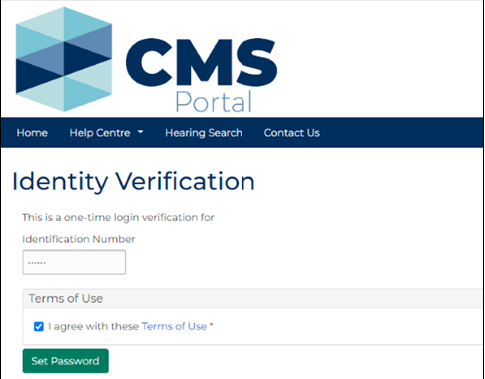 CMS
Portal
Home Help Centre Hearing Search Contact Us
Identity Verification
This is a one-time login verification for
Identification Number
······
Terms of Use
I agree with these Terms of Use *
Set Password